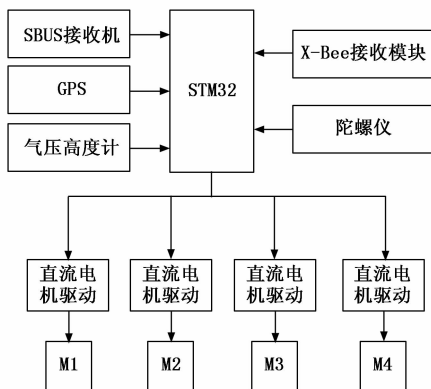 SBUS接收机
GPS
气压高度计
STM32
X-Bee接收模块
陀螺仪
直流电
机驱动
直流电
机驱动
直流电
机驱动
直流电
机驱动
M1
M2
M3
M4